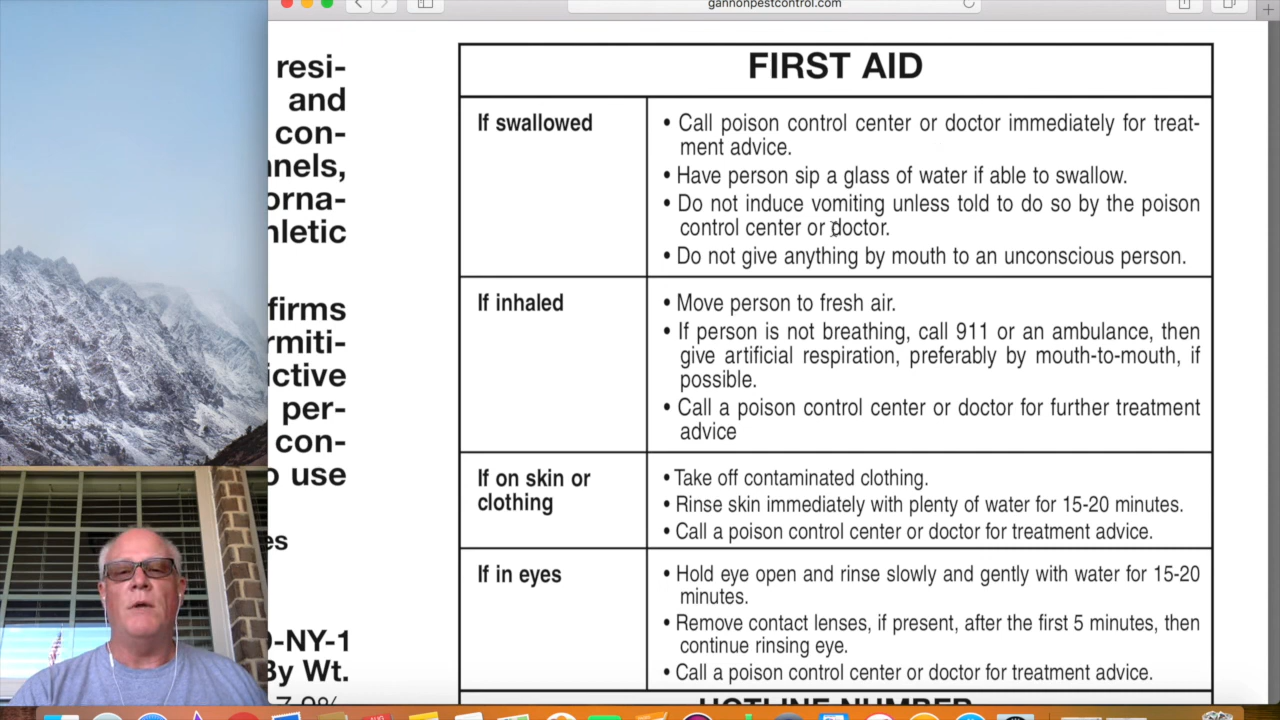 gannonpestcontrol.com
resi-
and
con-
nnels,
orna-
hletic
firms
rmiti-
ictive
per-
con-
o use
es
0-NY-1
By Wt.
FIRST AID
If swallowed
• Call poison control center or doctor immediately for treat-
ment advice.
• Have person sip a glass of water if able to swallow.
• Do not induce vomiting unless told to do so by the poison
control center or doctor.
• Do not give anything by mouth to an unconscious person.
If inhaled
• Move person to fresh air.
• If person is not breathing, call 911 or an ambulance, then
give artificial respiration, preferably by mouth-to-mouth, if
possible.
• Call a poison control center or doctor for further treatment
advice
If on skin or
clothing
• Take off contaminated clothing.
• Rinse skin immediately with plenty of water for 15-20 minutes.
• Call a poison control center or doctor for treatment advice.
If in eyes
• Hold eye open and rinse slowly and gently with water for 15-20
minutes.
• Remove contact lenses, if present, after the first 5 minutes, then
continue rinsing eye.
• Call a poison control center or doctor for treatment advice.
HOTLINE NUMBER